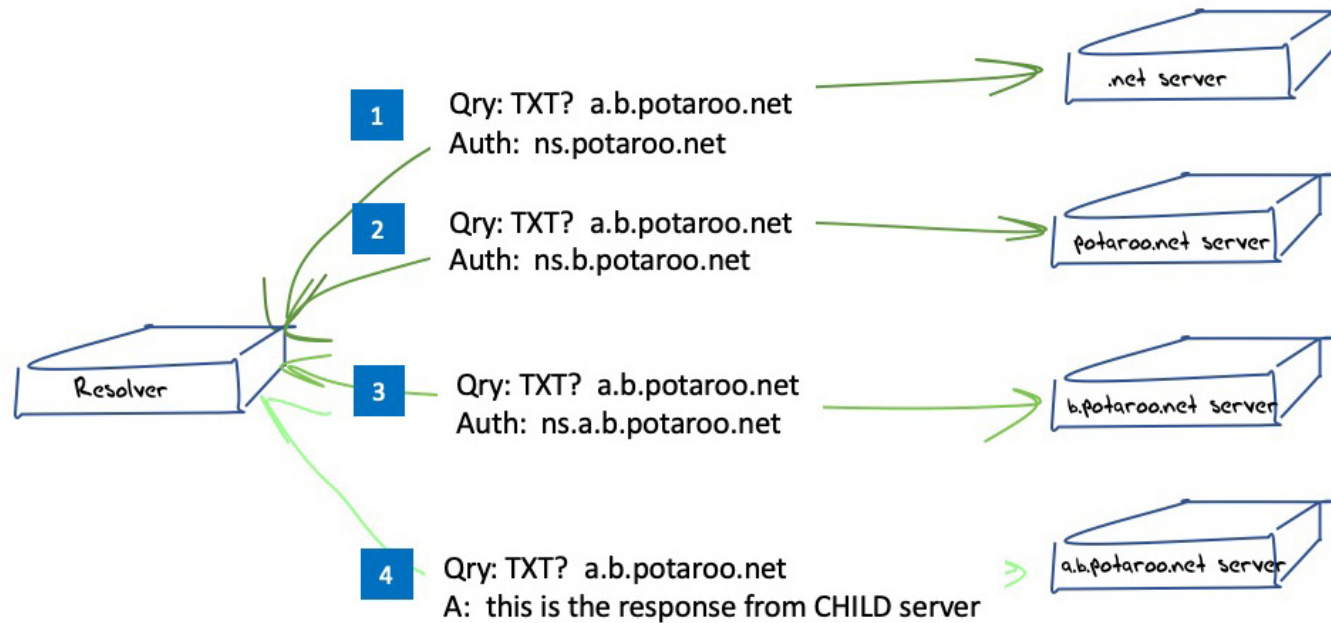 .net server
1
Qry: TXT?  a.b.potaroo.net
Auth:  ns.potaroo.net
2
Qry: TXT?  a.b.potaroo.net
Auth:  ns.b.potaroo.net
potaroo.net server
Resolver
3
Qry: TXT?  a.b.potaroo.net
Auth:  ns.a.b.potaroo.net
b.potaroo.net server
4
Qry: TXT?  a.b.potaroo.net
A:  this is the response from CHILD server
a.b.potaroo.net server